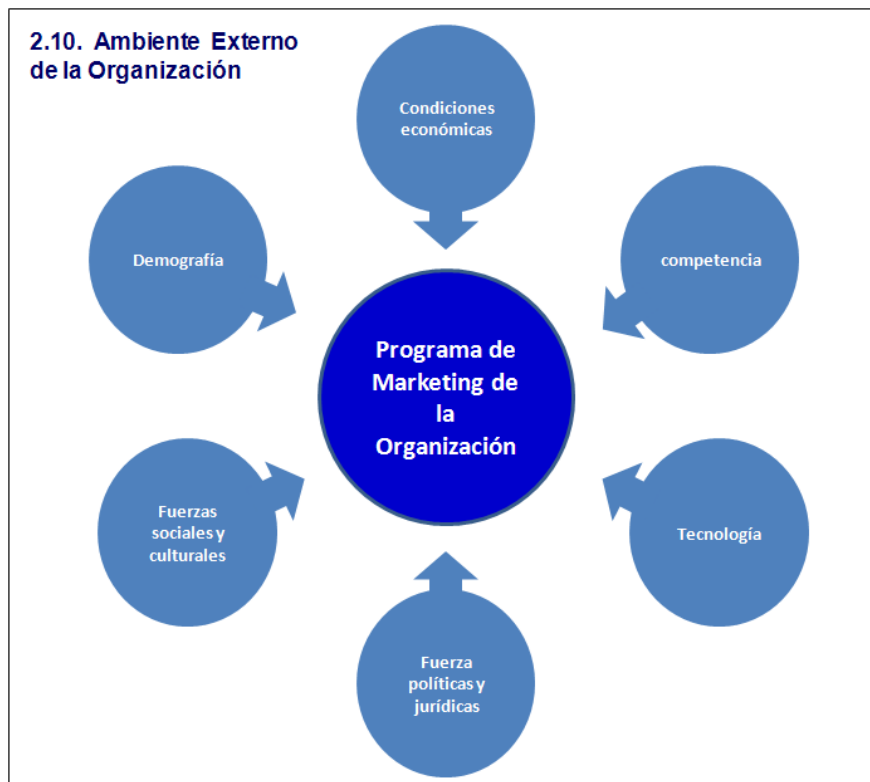 2.10. Ambiente Externo
de la Organización
Condiciones
económicas
Demografía
competencia
Programa de
Marketing de
la
Organización
Fuerzas
sociales y
culturales
Tecnología
Fuerza
políticas y
jurídicas